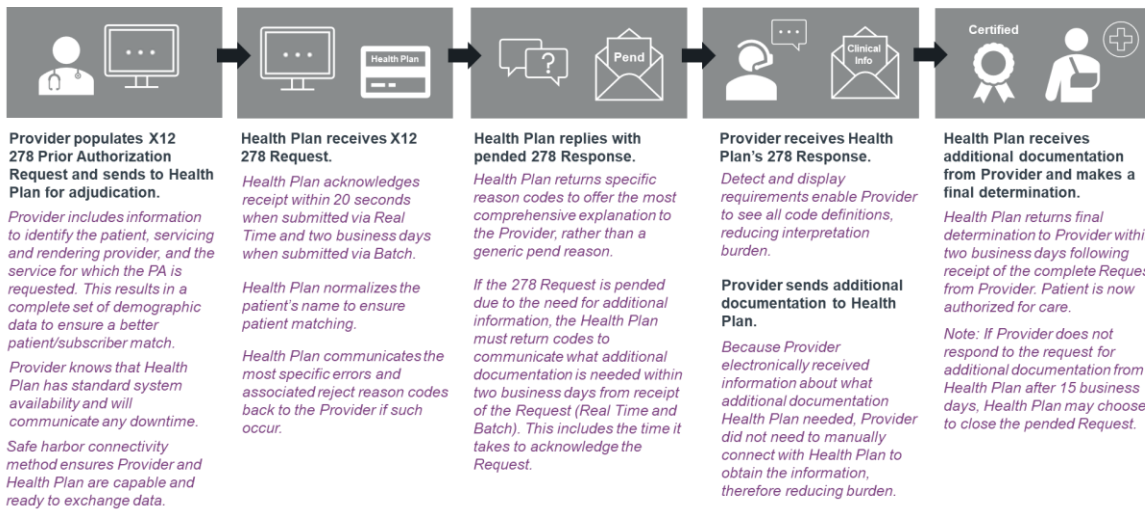 Health Plan
?
Pend
Clinical
Info
Certified
Provider populates X12
278 Prior Authorization
Request and sends to Health
Plan for adjudication.
Provider includes information
to identify the patient, servicing
and rendering provider, and the
service for which the PA is
requested. This results in a
complete set of demographic
data to ensure a better
patient/subscriber match.
Provider knows that Health
Plan has standard system
availability and will
communicate any downtime.
Safe harbor connectivity
method ensures Provider and
Health Plan are capable and
ready to exchange data.
Health Plan receives X12
278 Request.
Health Plan acknowledges
receipt within 20 seconds
when submitted via Real
Time and two business days
when submitted via Batch.
Health Plan normalizes the
patient's name to ensure
patient matching.
Health Plan communicates the
most specific errors and
associated reject reason codes
back to the Provider if such
occur.
Health Plan replies with
pended 278 Response.
Health Plan returns specific
reason codes to offer the most
comprehensive explanation to
the Provider, rather than a
generic pend reason.
If the 278 Request is pended
due to the need for additional
information, the Health Plan
must return codes to
communicate what additional
documentation is needed within
two business days from receipt
of the Request (Real Time and
Batch). This includes the time it
takes to acknowledge the
Request.
Provider receives Health
Plan's 278 Response.
Detect and display
requirements enable Provider
to see all code definitions,
reducing interpretation
burden.
Provider sends additional
documentation to Health
Plan.
Because Provider
electronically received
information about what
additional documentation
Health Plan needed, Provider
did not need to manually
connect with Health Plan to
obtain the information,
therefore reducing burden.
Health Plan receives
additional documentation
from Provider and makes a
final determination.
Health Plan returns final
determination to Provider withi
two business days following
receipt of the complete Reques
from Provider. Patient is now
authorized for care.
Note: If Provider does not
respond to the request for
additional documentation from
Health Plan after 15 business
days, Health Plan may choose
to close the pended Request.